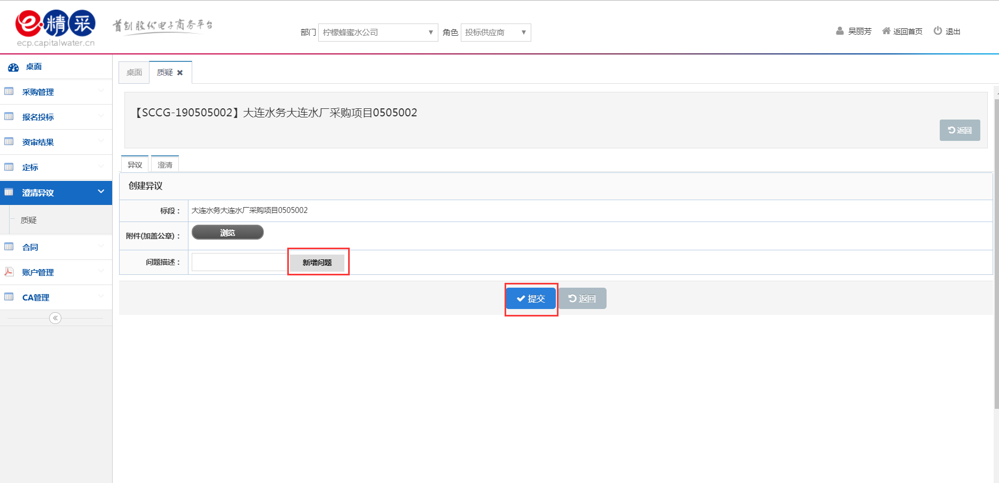 e·精采
ecp.capitalwater.cn
首创股份电子商务平台
部门 柠檬蜂蜜水公司 角色 投标供应商
吴丽芳 返回首页 退出
桌面
采购管理
报名投标
资审结果
定标
澄清异议
质疑
合同
账户管理
CA管理
桌面 质疑
【SCCG-190505002】大连水务大连水厂采购项目0505002
返回
异议 澄清
创建异议
标段： 大连水务大连水厂采购项目0505002
附件(加盖公章)： 浏览
问题描述： 新增问题
提交 返回